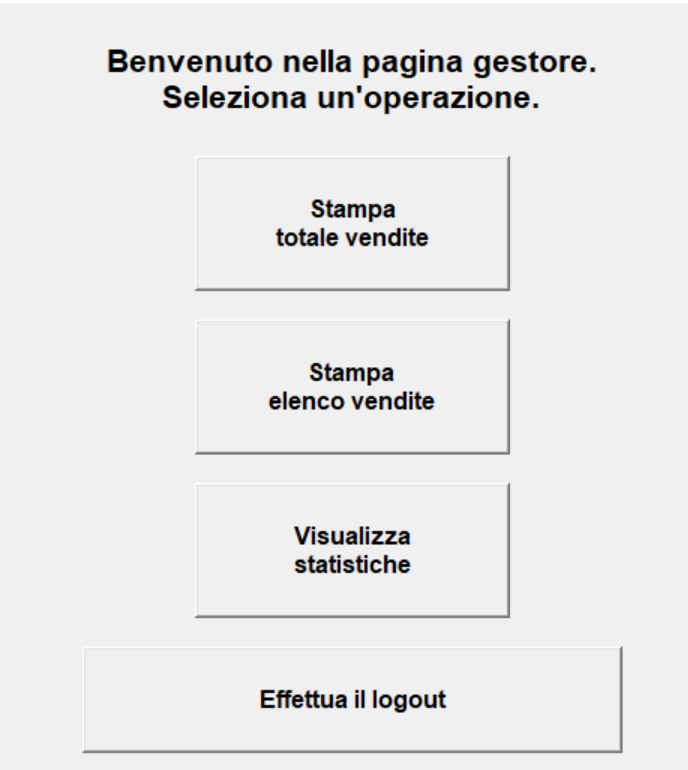 Benvenuto nella pagina gestore.
Seleziona un'operazione.
Stampa
totale vendite
Stampa
elenco vendite
Visualizza
statistiche
Effettua il logout